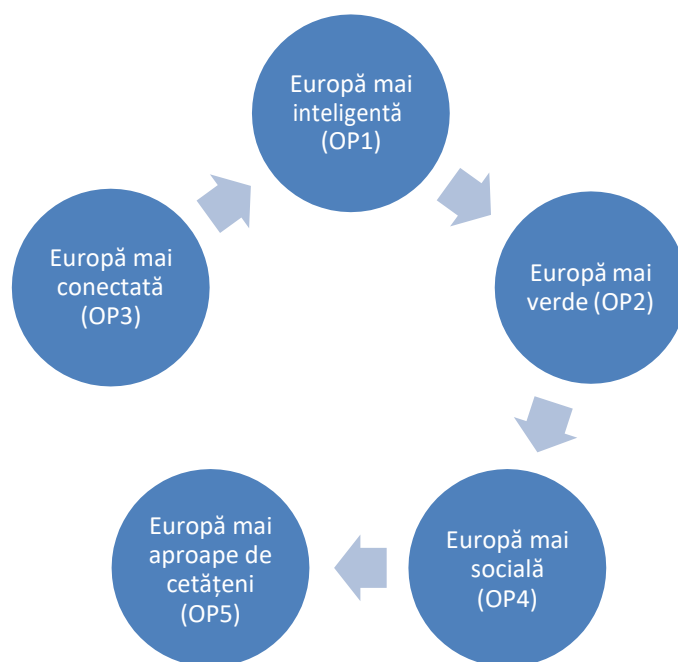 Europă mai
inteligentă
(OP1)
Europă mai
conectată
(OP3)
Europă mai
verde (OP2)
Europă mai
aproape de
cetățeni
(OP5)
Europă mai
socială
(OP4)